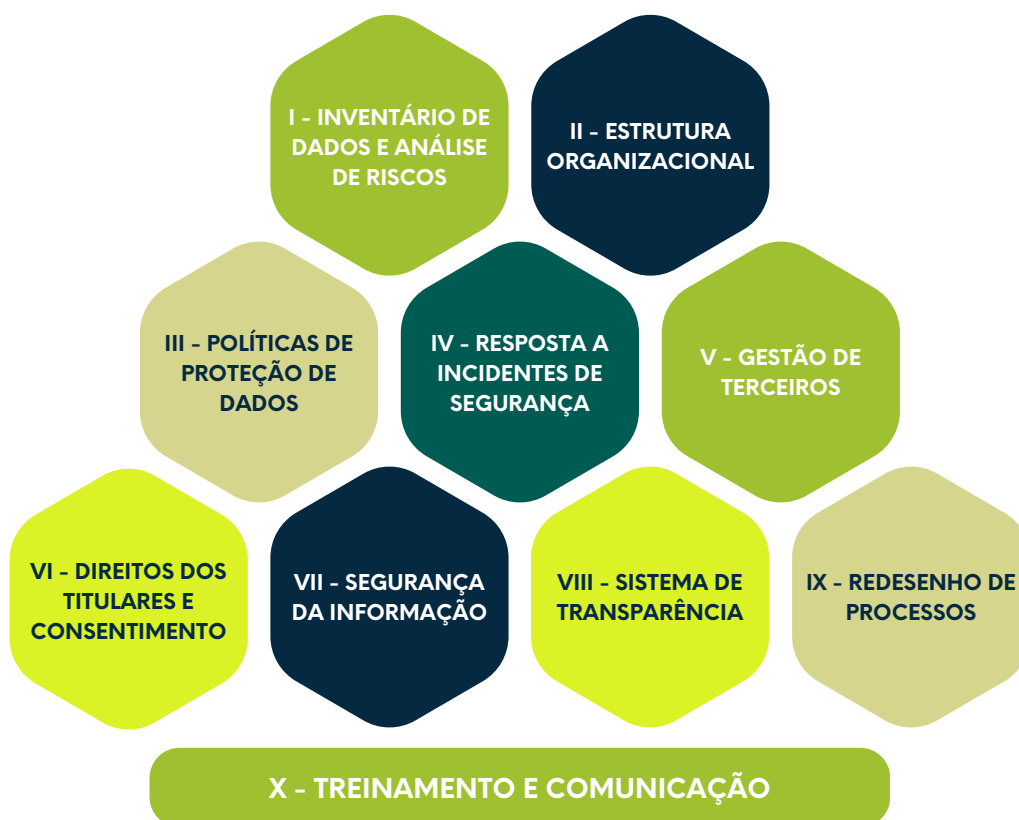 I - INVENTÁRIO DE
DADOS E ANÁLISE
DE RISCOS
II - ESTRUTURA
ORGANIZACIONAL
III - POLÍTICAS DE
PROTEÇÃO DE
DADOS
IV - RESPOSTA A
INCIDENTES DE
SEGURANÇA
V - GESTÃO DE
TERCEIROS
VI - DIREITOS DOS
TITULARES E
CONSENTIMENTO
VII - SEGURANÇA
DA INFORMAÇÃO
VIII - SISTEMA DE
TRANSPARÊNCIA
IX - REDESENHO DE
PROCESSOS
X - TREINAMENTO E COMUNICAÇÃO